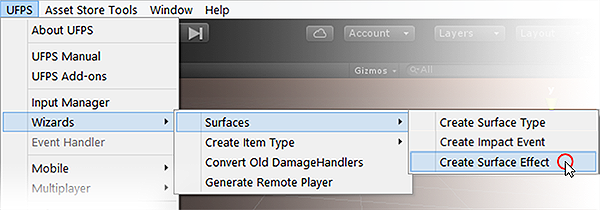 UFPS Asset Store Tools Window Help
About UFPS
Account Layers Layout
UFPS Manual
UFPS Add-ons
Gizmos All
Input Manager
Wizards Surfaces Create Surface Type
Event Handler Create Item Type Create Impact Event
Convert Old DamageHandlers Create Surface Effect
Mobile Generate Remote Player
Multiplayer